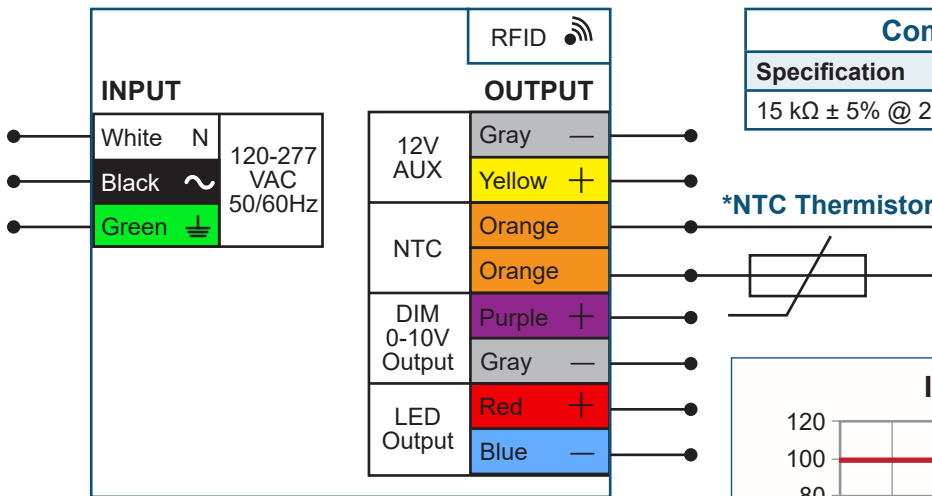 RFID
INPUT
White N
Black
Green
120-277
VAC
50/60Hz
OUTPUT
12V
AUX
Gray —
Yellow +
NTC
Orange
Orange
DIM
0-10V
Output
Purple +
Gray —
LED
Output
Red +
Blue —
Con
Specification
15 kΩ ± 5% @ 2
*NTC Thermistor
I
120
100
80